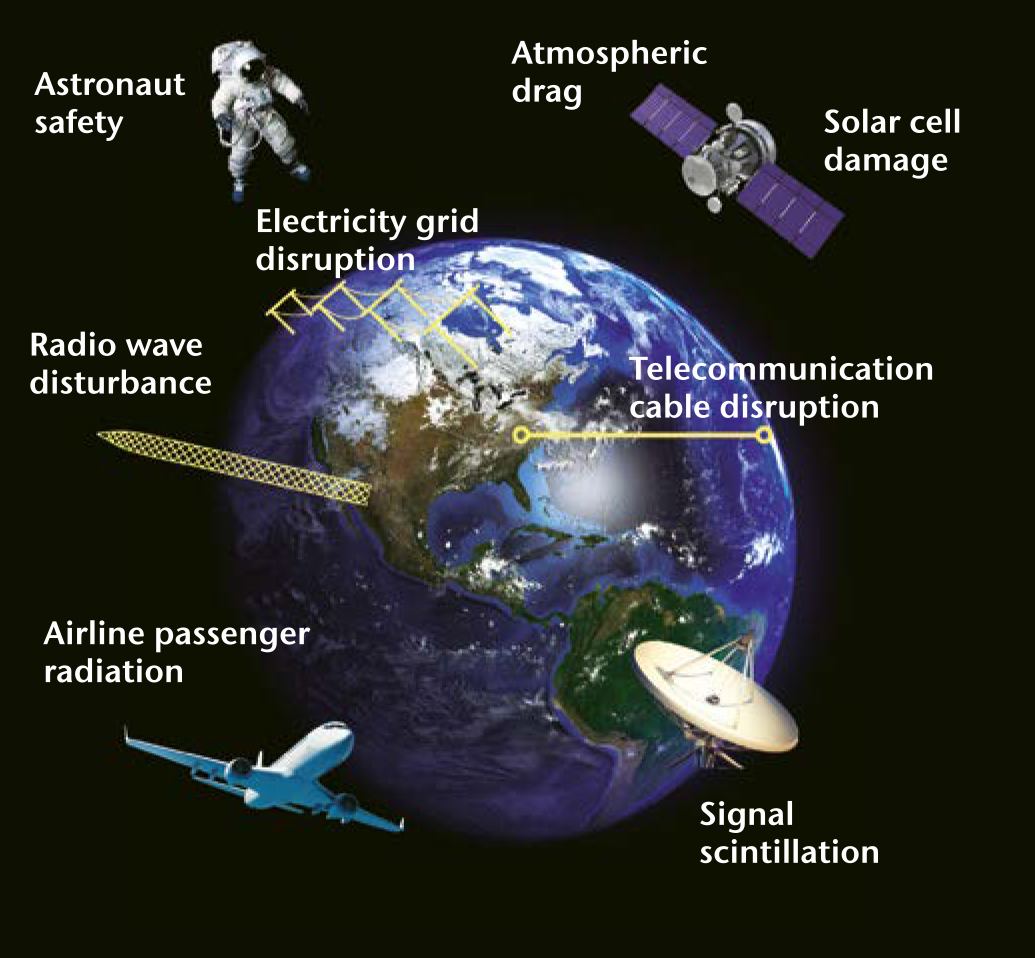 Astronaut
safety
Atmospheric
drag
Solar cell
damage
Electricity grid
disruption
Radio wave
disturbance
Telecommunication
cable disruption
Airline passenger
radiation
Signal
scintillation